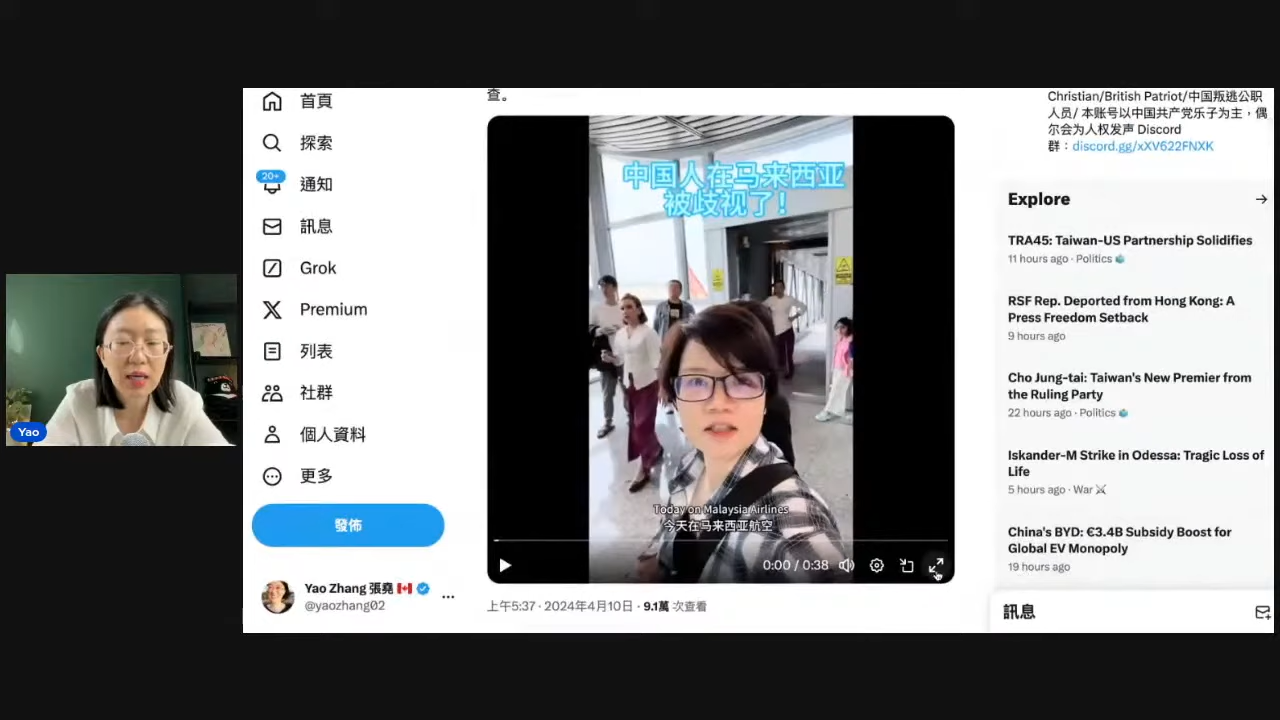 Yao
首頁
探索
20+
通知
訊息
Grok
Premium
列表
社群
個人資料
更多
發佈
Yao Zhang 張堯
@yaozhang02
查。
中国人在马来西亚
被歧视了!
Today on Malaysia Airlines
今天在马来西亚航空
0:00 / 0:38
上午5:37 · 2024年4月10日 · 9.1萬 次查看
Christian/British Patriot/中国叛逃公职
人员/ 本账号以中国共产党乐子为主，偶
尔会为人权发声 Discord
群：discord.gg/xXV622FNXK
Explore
TRA45: Taiwan-US Partnership Solidifies
11 hours ago · Politics
RSF Rep. Deported from Hong Kong: A
Press Freedom Setback
9 hours ago
Cho Jung-tai: Taiwan's New Premier from
the Ruling Party
22 hours ago · Politics
Iskander-M Strike in Odessa: Tragic Loss of
Life
5 hours ago · War
China's BYD: €3.4B Subsidy Boost for
Global EV Monopoly
19 hours ago
訊息